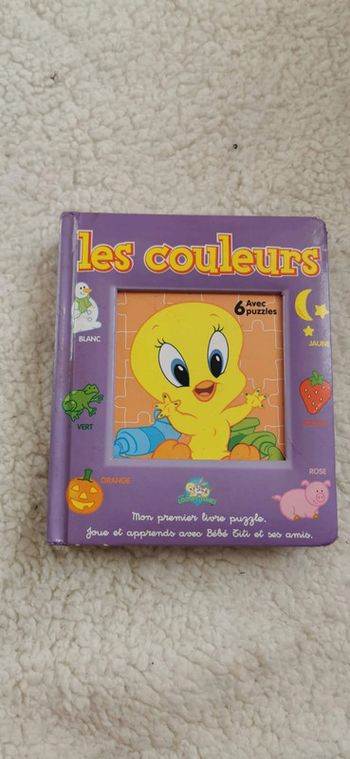 les couleurs
6 Avec
puzzles
BLANC
JAUNE
VERT
ORANGE
ROSE
Mon premier livre puzzle.
Joue et apprends avec Bébé Titi et ses amis.